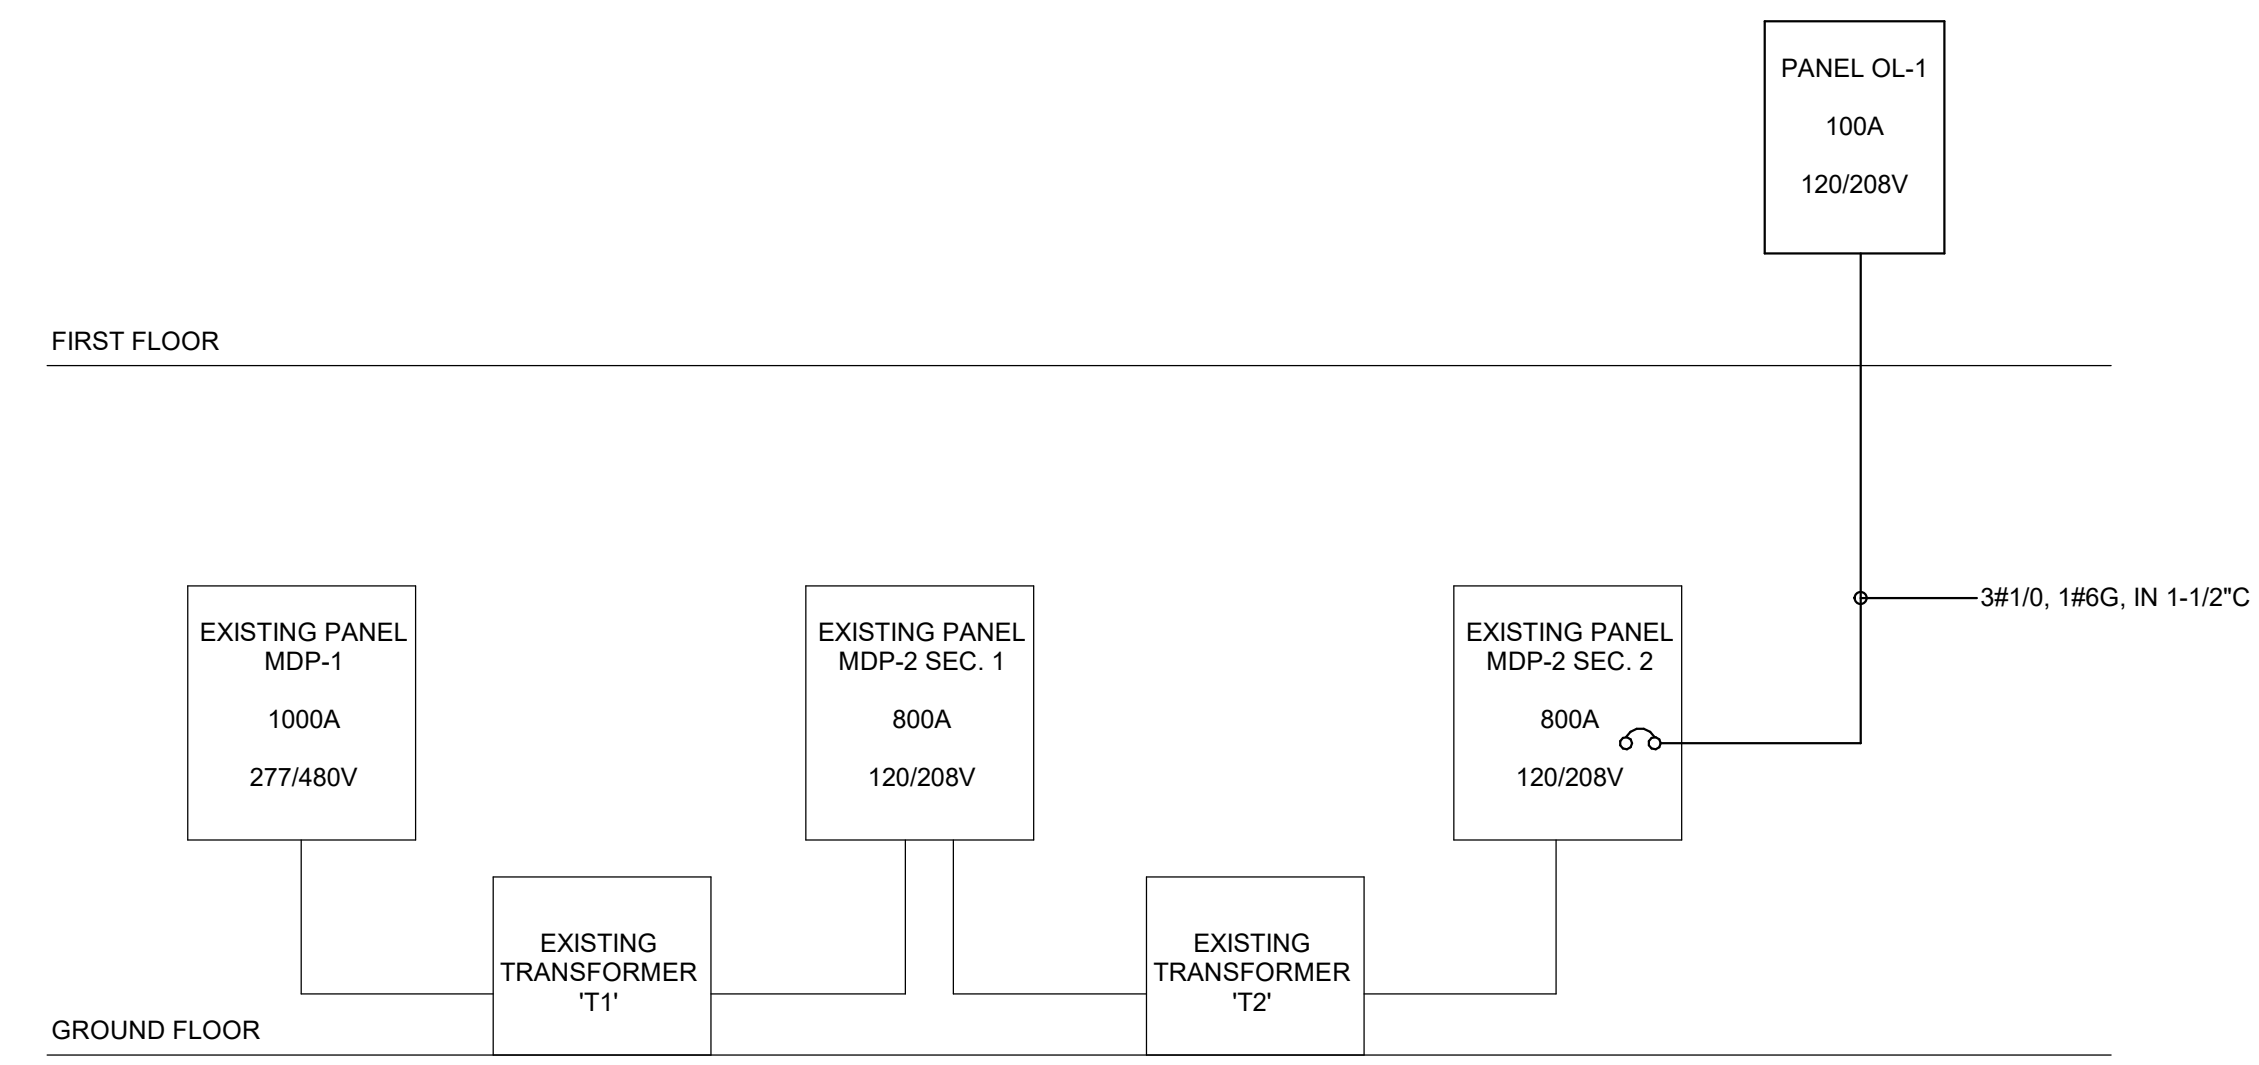 PANEL OL-1
100A
120/208V
FIRST FLOOR
3#1/0, 1#6G, IN 1-1/2"C
EXISTING PANEL
MDP-1
1000A
277/480V
EXISTING PANEL
MDP-2 SEC. 1
800A
120/208V
EXISTING PANEL
MDP-2 SEC. 2
800A
120/208V
EXISTING
TRANSFORMER
'T1'
EXISTING
TRANSFORMER
'T2'
GROUND FLOOR